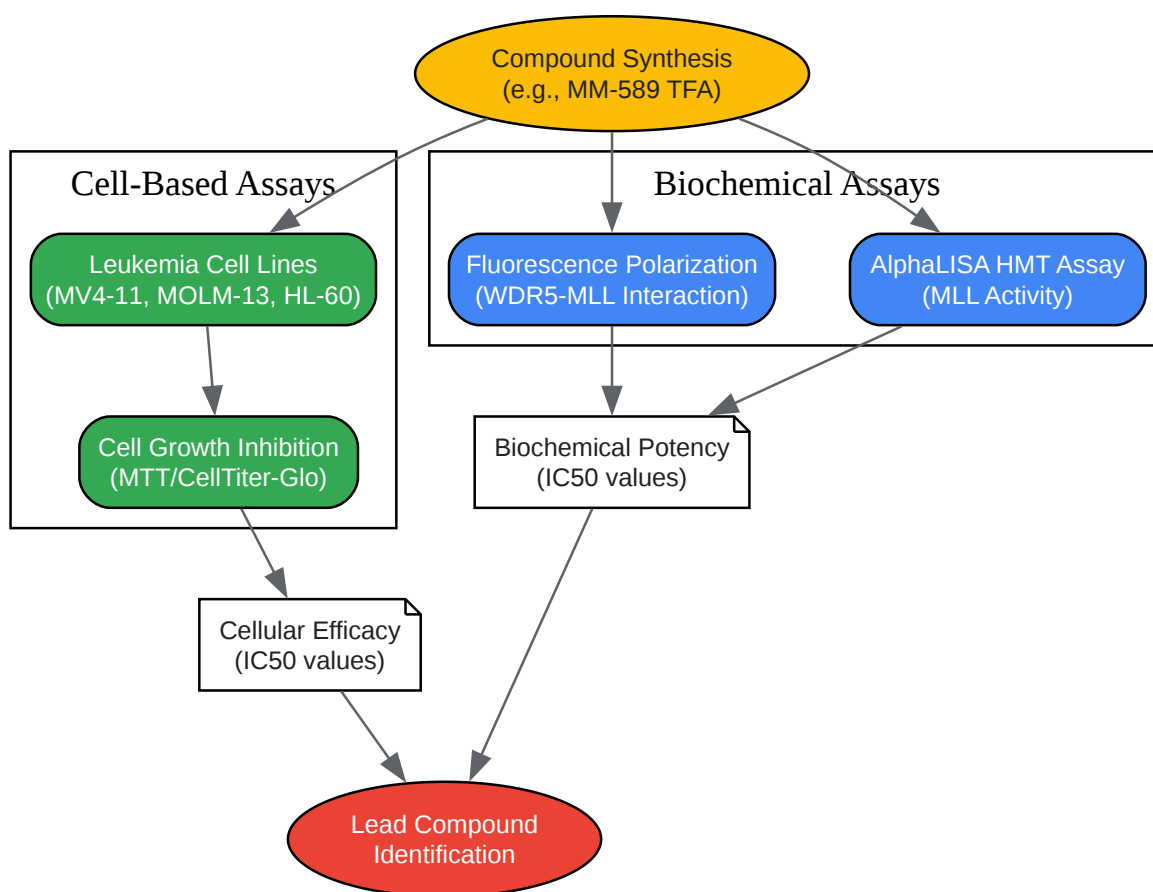 Compound Synthesis
(e.g., MM-589 TFA)
Cell-Based Assays
Biochemical Assays
Leukemia Cell Lines
(MV4-11, MOLM-13, HL-60)
Fluorescence Polarization
(WDR5-MLL Interaction)
AlphaLISA HMT Assay
(MLL Activity)
Cell Growth Inhibition
(MTT/CellTiter-Glo)
Biochemical Potency
(IC50 values)
Cellular Efficacy
(IC50 values)
Lead Compound
Identification